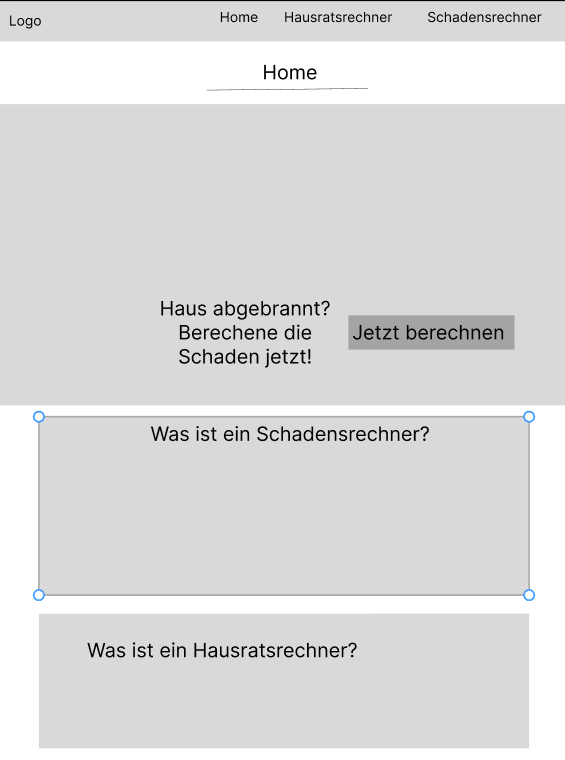 Logo
Home
Hausratsrechner
Schadensrechner
Home
Haus abgebrannt?
Berechene die
Schaden jetzt!
Jetzt berechnen
Was ist ein Schadensrechner?
Was ist ein Hausratsrechner?